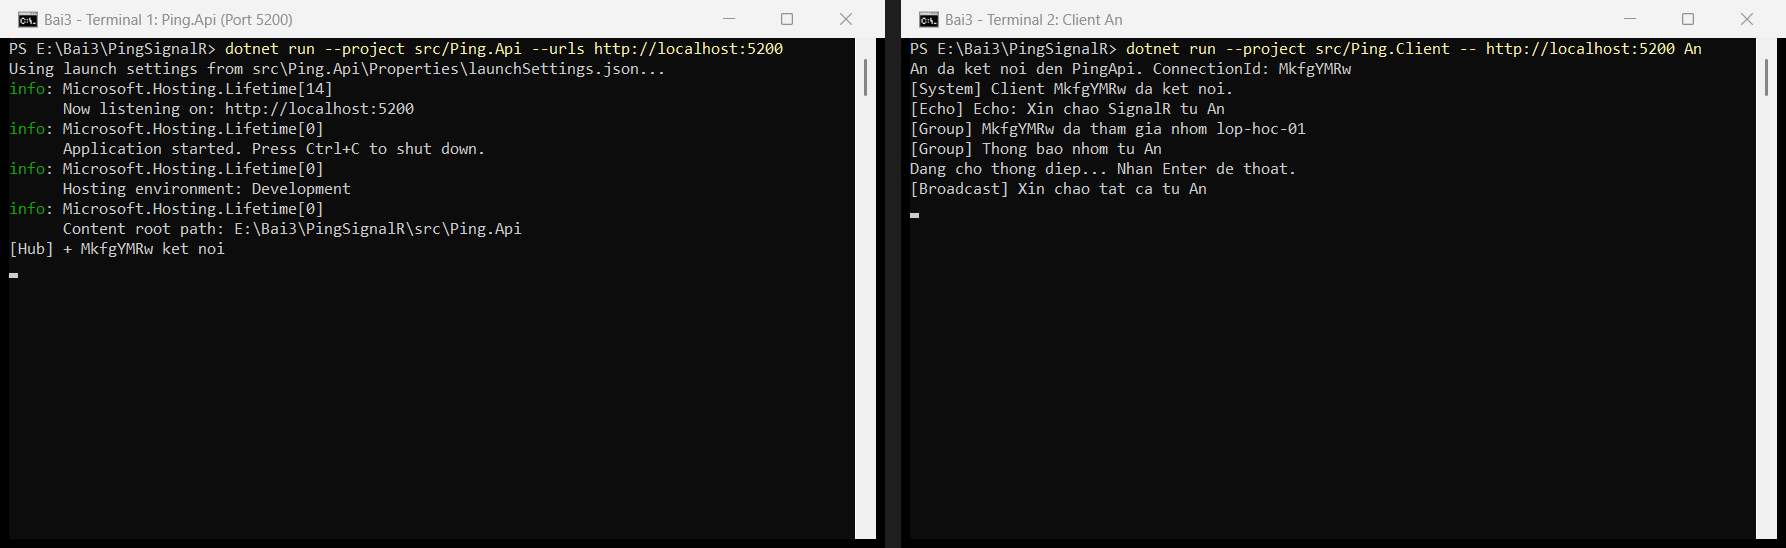 Bai3 - Terminal 1: Ping.Api (Port 5200)
PS E:\Bai3\PingSignalR> dotnet run --project src/Ping.Api --urls http://localhost:5200
Using launch settings from src\Ping.Api\Properties\launchSettings.json...
info: Microsoft.Hosting.Lifetime[14]
      Now listening on: http://localhost:5200
info: Microsoft.Hosting.Lifetime[0]
      Application started. Press Ctrl+C to shut down.
info: Microsoft.Hosting.Lifetime[0]
      Hosting environment: Development
info: Microsoft.Hosting.Lifetime[0]
      Content root path: E:\Bai3\PingSignalR\src\Ping.Api
[Hub] + MkfgYMRw ket noi
Bai3 - Terminal 2: Client An
PS E:\Bai3\PingSignalR> dotnet run --project src/Ping.Client -- http://localhost:5200 An
An da ket noi den PingApi. ConnectionId: MkfgYMRw
[System] Client MkfgYMRw da ket noi.
[Echo] Echo: Xin chao SignalR tu An
[Group] MkfgYMRw da tham gia nhom lop-hoc-01
[Group] Thong bao nhom tu An
Dang cho thong diep... Nhan Enter de thoat.
[Broadcast] Xin chao tat ca tu An